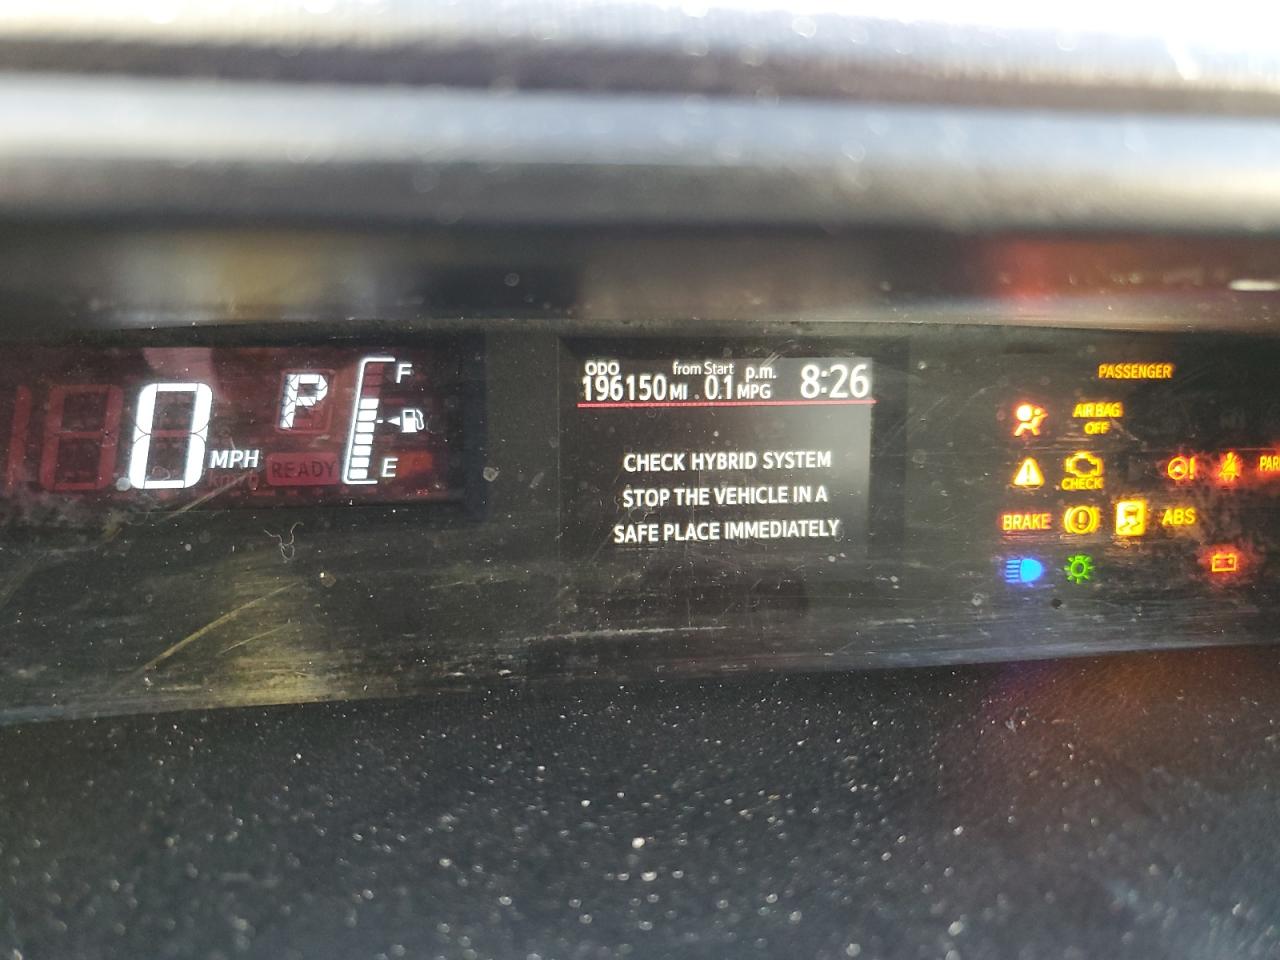 0 MPH
P
READY
F
E
ODO
196150 MI
from Start
0.1 MPG
p.m.
8:26
CHECK HYBRID SYSTEM
STOP THE VEHICLE IN A
SAFE PLACE IMMEDIATELY
PASSENGER
AIR BAG
OFF
CHECK
BRAKE
ABS